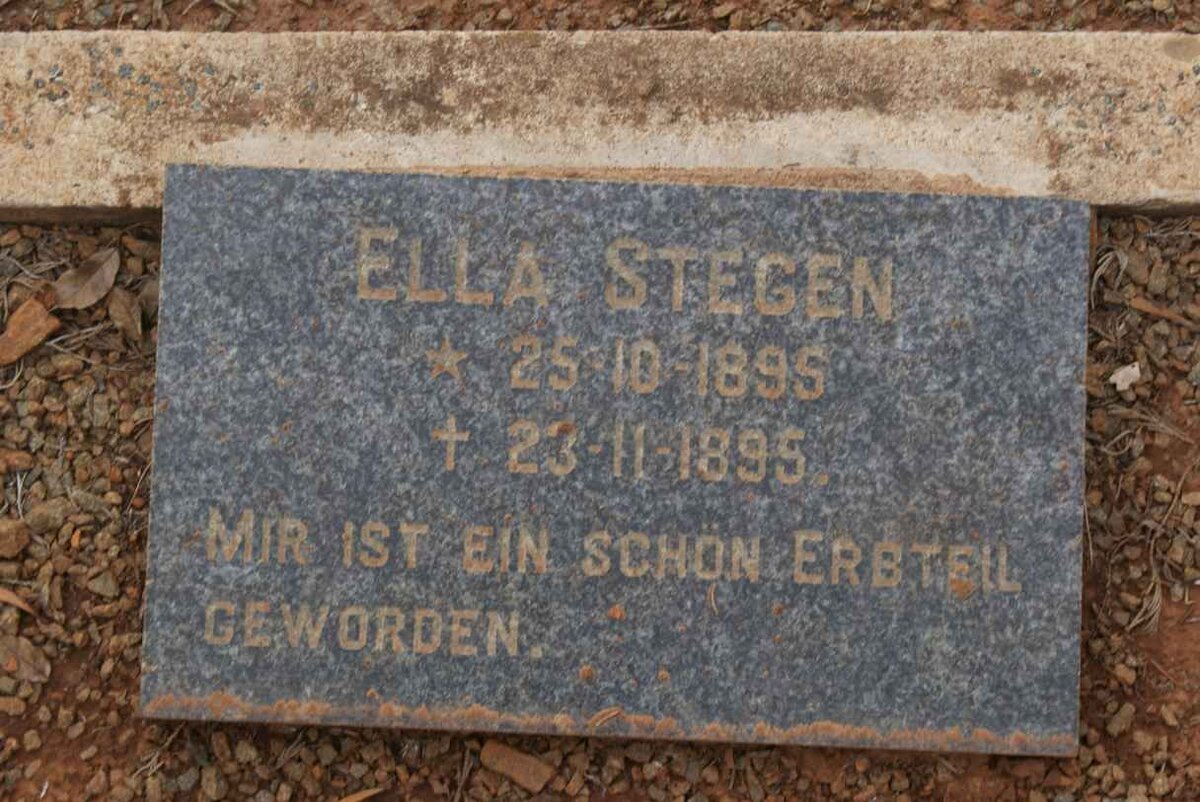 ELLA STEGEN
* 25-10-1895
† 23-11-1895.
MIR IST EIN SCHÖN ERBTEIL
GEWORDEN.